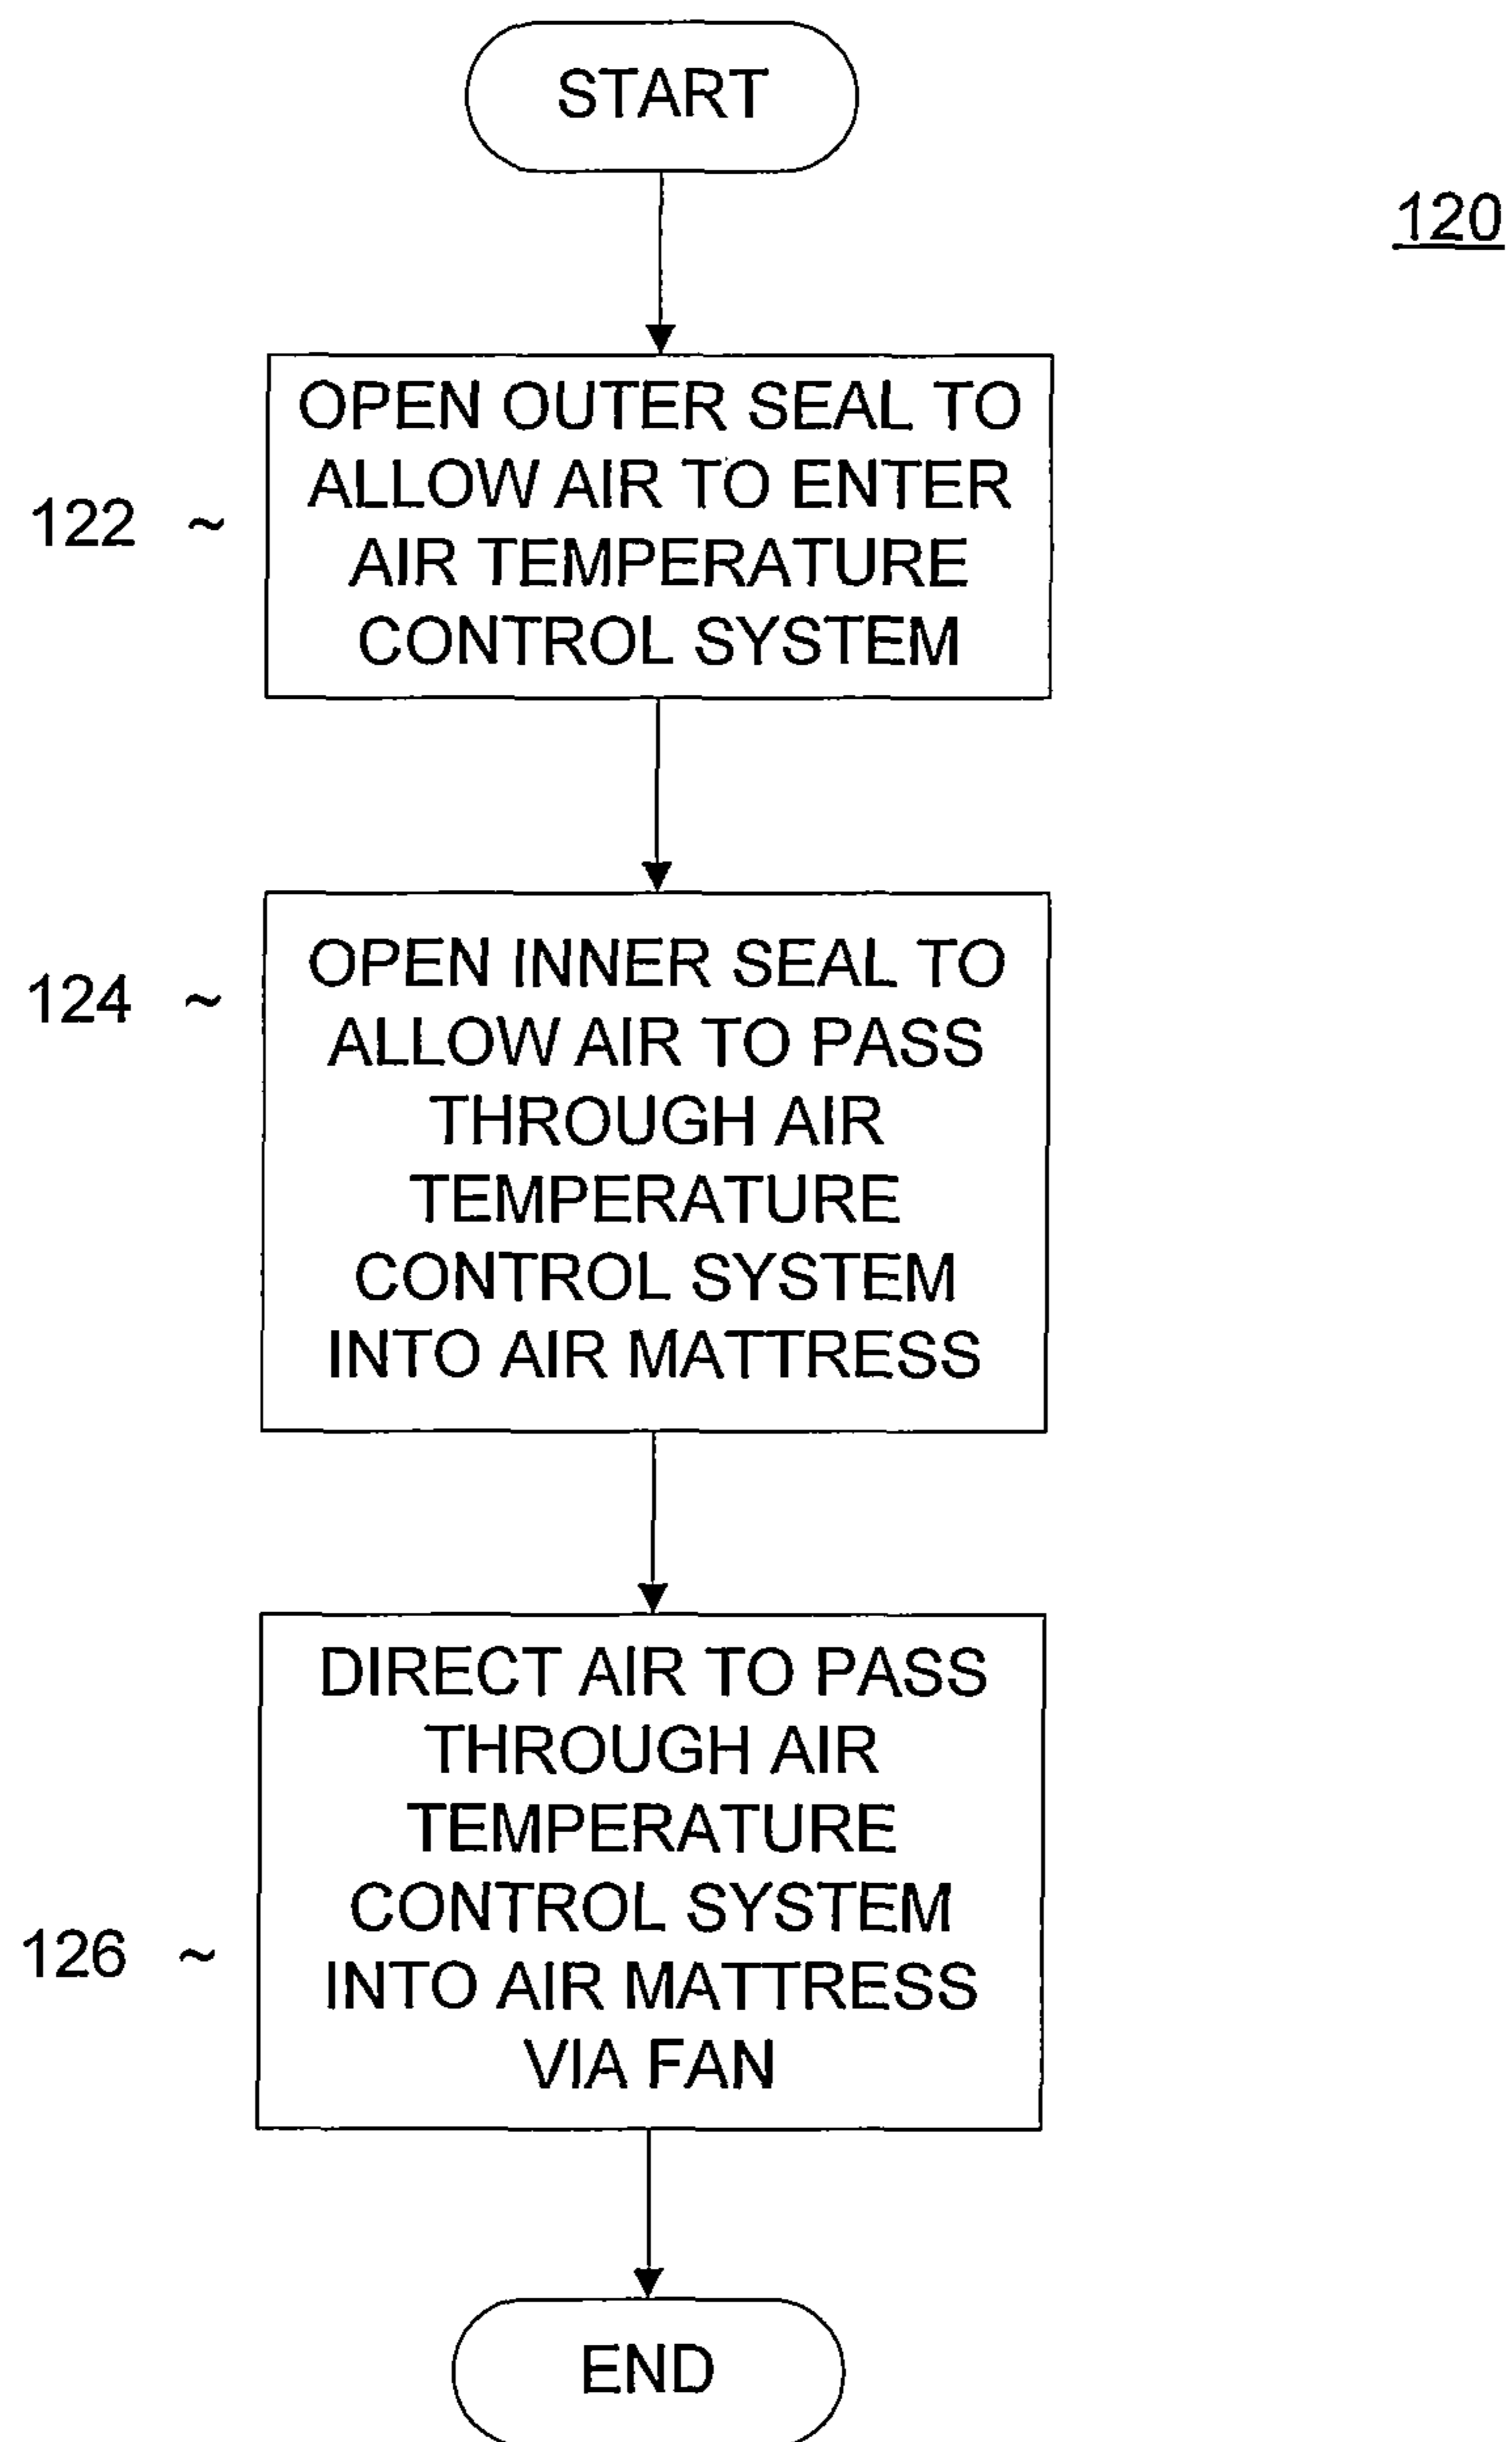 START
120
OPEN OUTER SEAL TO
ALLOW AIR TO ENTER
AIR TEMPERATURE
CONTROL SYSTEM
122 ~
OPEN INNER SEAL TO
ALLOW AIR TO PASS
THROUGH AIR
TEMPERATURE
CONTROL SYSTEM
INTO AIR MATTRESS
124 ~
DIRECT AIR TO PASS
THROUGH AIR
TEMPERATURE
CONTROL SYSTEM
INTO AIR MATTRESS
VIA FAN
126 ~
END